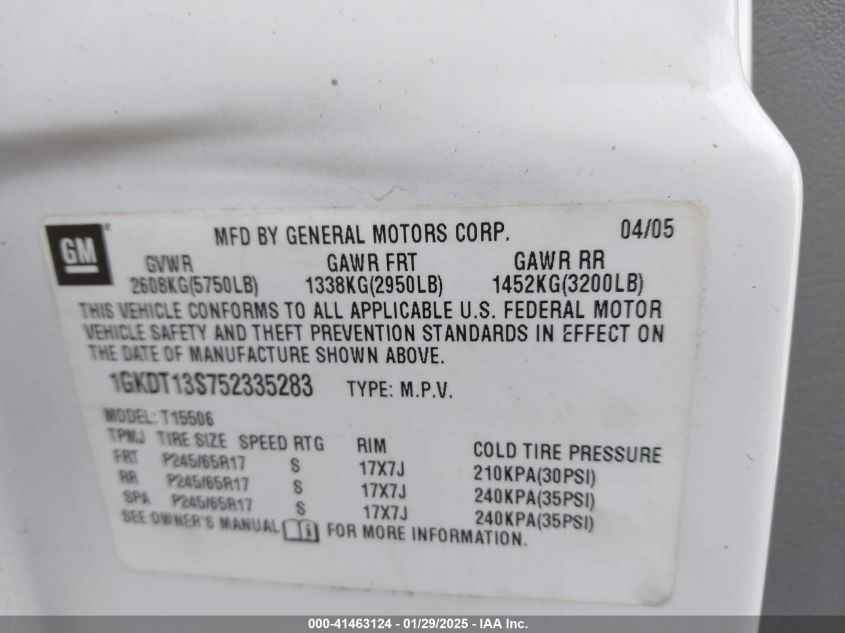 GM
MFD BY GENERAL MOTORS CORP. 04/05
GVWR GAWR FRT GAWR RR
2608KG(5750LB) 1338KG(2950LB) 1452KG(3200LB)
THIS VEHICLE CONFORMS TO ALL APPLICABLE U.S. FEDERAL MOTOR
VEHICLE SAFETY AND THEFT PREVENTION STANDARDS IN EFFECT ON
THE DATE OF MANUFACTURE SHOWN ABOVE.
1GKDT13S752335283 TYPE: M.P.V.
MODEL: T15506
TPMJ TIRE SIZE SPEED RTG RIM COLD TIRE PRESSURE
FRT P245/65R17 S 17X7J 210KPA(30PSI)
RR P245/65R17 S 17X7J 240KPA(35PSI)
SPA P245/65R17 S 17X7J 240KPA(35PSI)
SEE OWNER'S MANUAL FOR MORE INFORMATION.
000-41463124 - 01/29/2025 - IAA Inc.